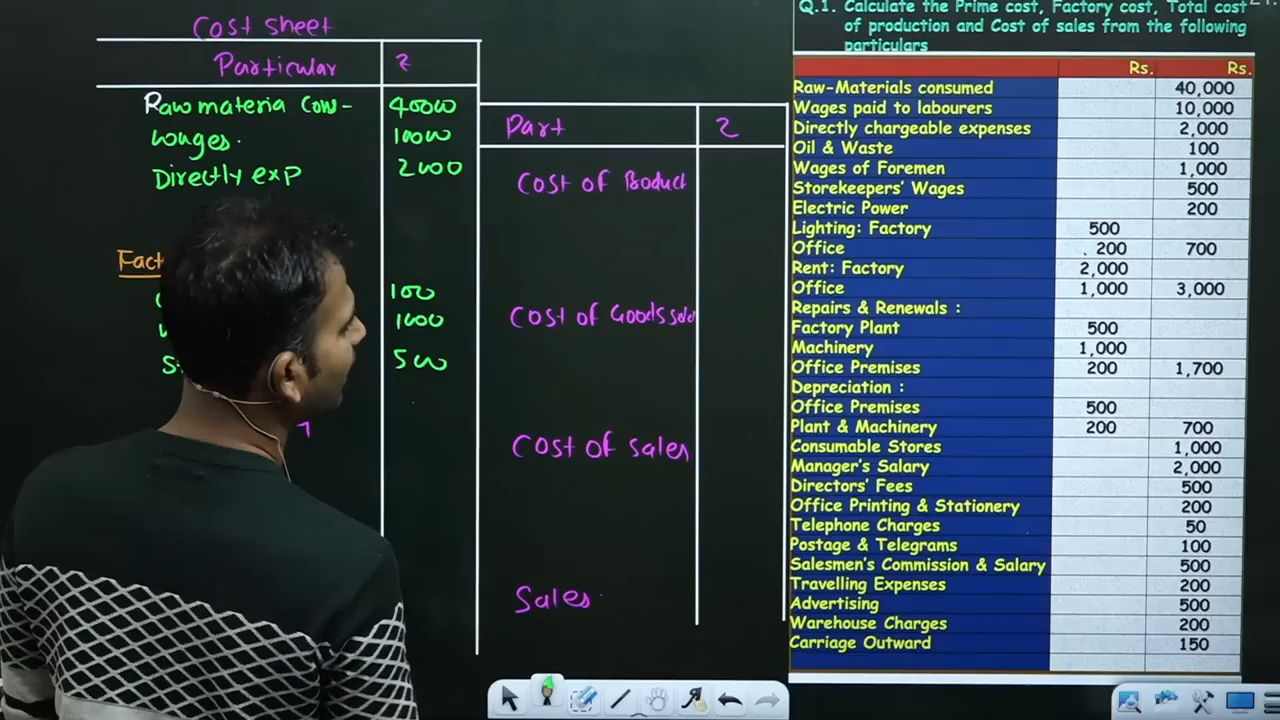 Cost sheet
Particular ₹
Raw materia Con- 40000
Wages. 10000
Directly exp 2000
Fact
100
1000
500
Part ₹
Cost of Product
Cost of Goods sold
Cost of Sales
Sales
Q.1. Calculate the Prime cost, Factory cost, Total cost
of production and Cost of sales from the following
particulars
Rs. Rs.
Raw-Materials consumed 40,000
Wages paid to labourers 10,000
Directly chargeable expenses 2,000
Oil & Waste 100
Wages of Foremen 1,000
Storekeepers' Wages 500
Electric Power 200
Lighting: Factory 500
Office 200 700
Rent: Factory 2,000
Office 1,000 3,000
Repairs & Renewals :
Factory Plant 500
Machinery 1,000
Office Premises 200 1,700
Depreciation :
Office Premises 500
Plant & Machinery 200 700
Consumable Stores 1,000
Manager's Salary 2,000
Directors' Fees 500
Office Printing & Stationery 200
Telephone Charges 50
Postage & Telegrams 100
Salesmen's Commission & Salary 500
Travelling Expenses 200
Advertising 500
Warehouse Charges 200
Carriage Outward 150